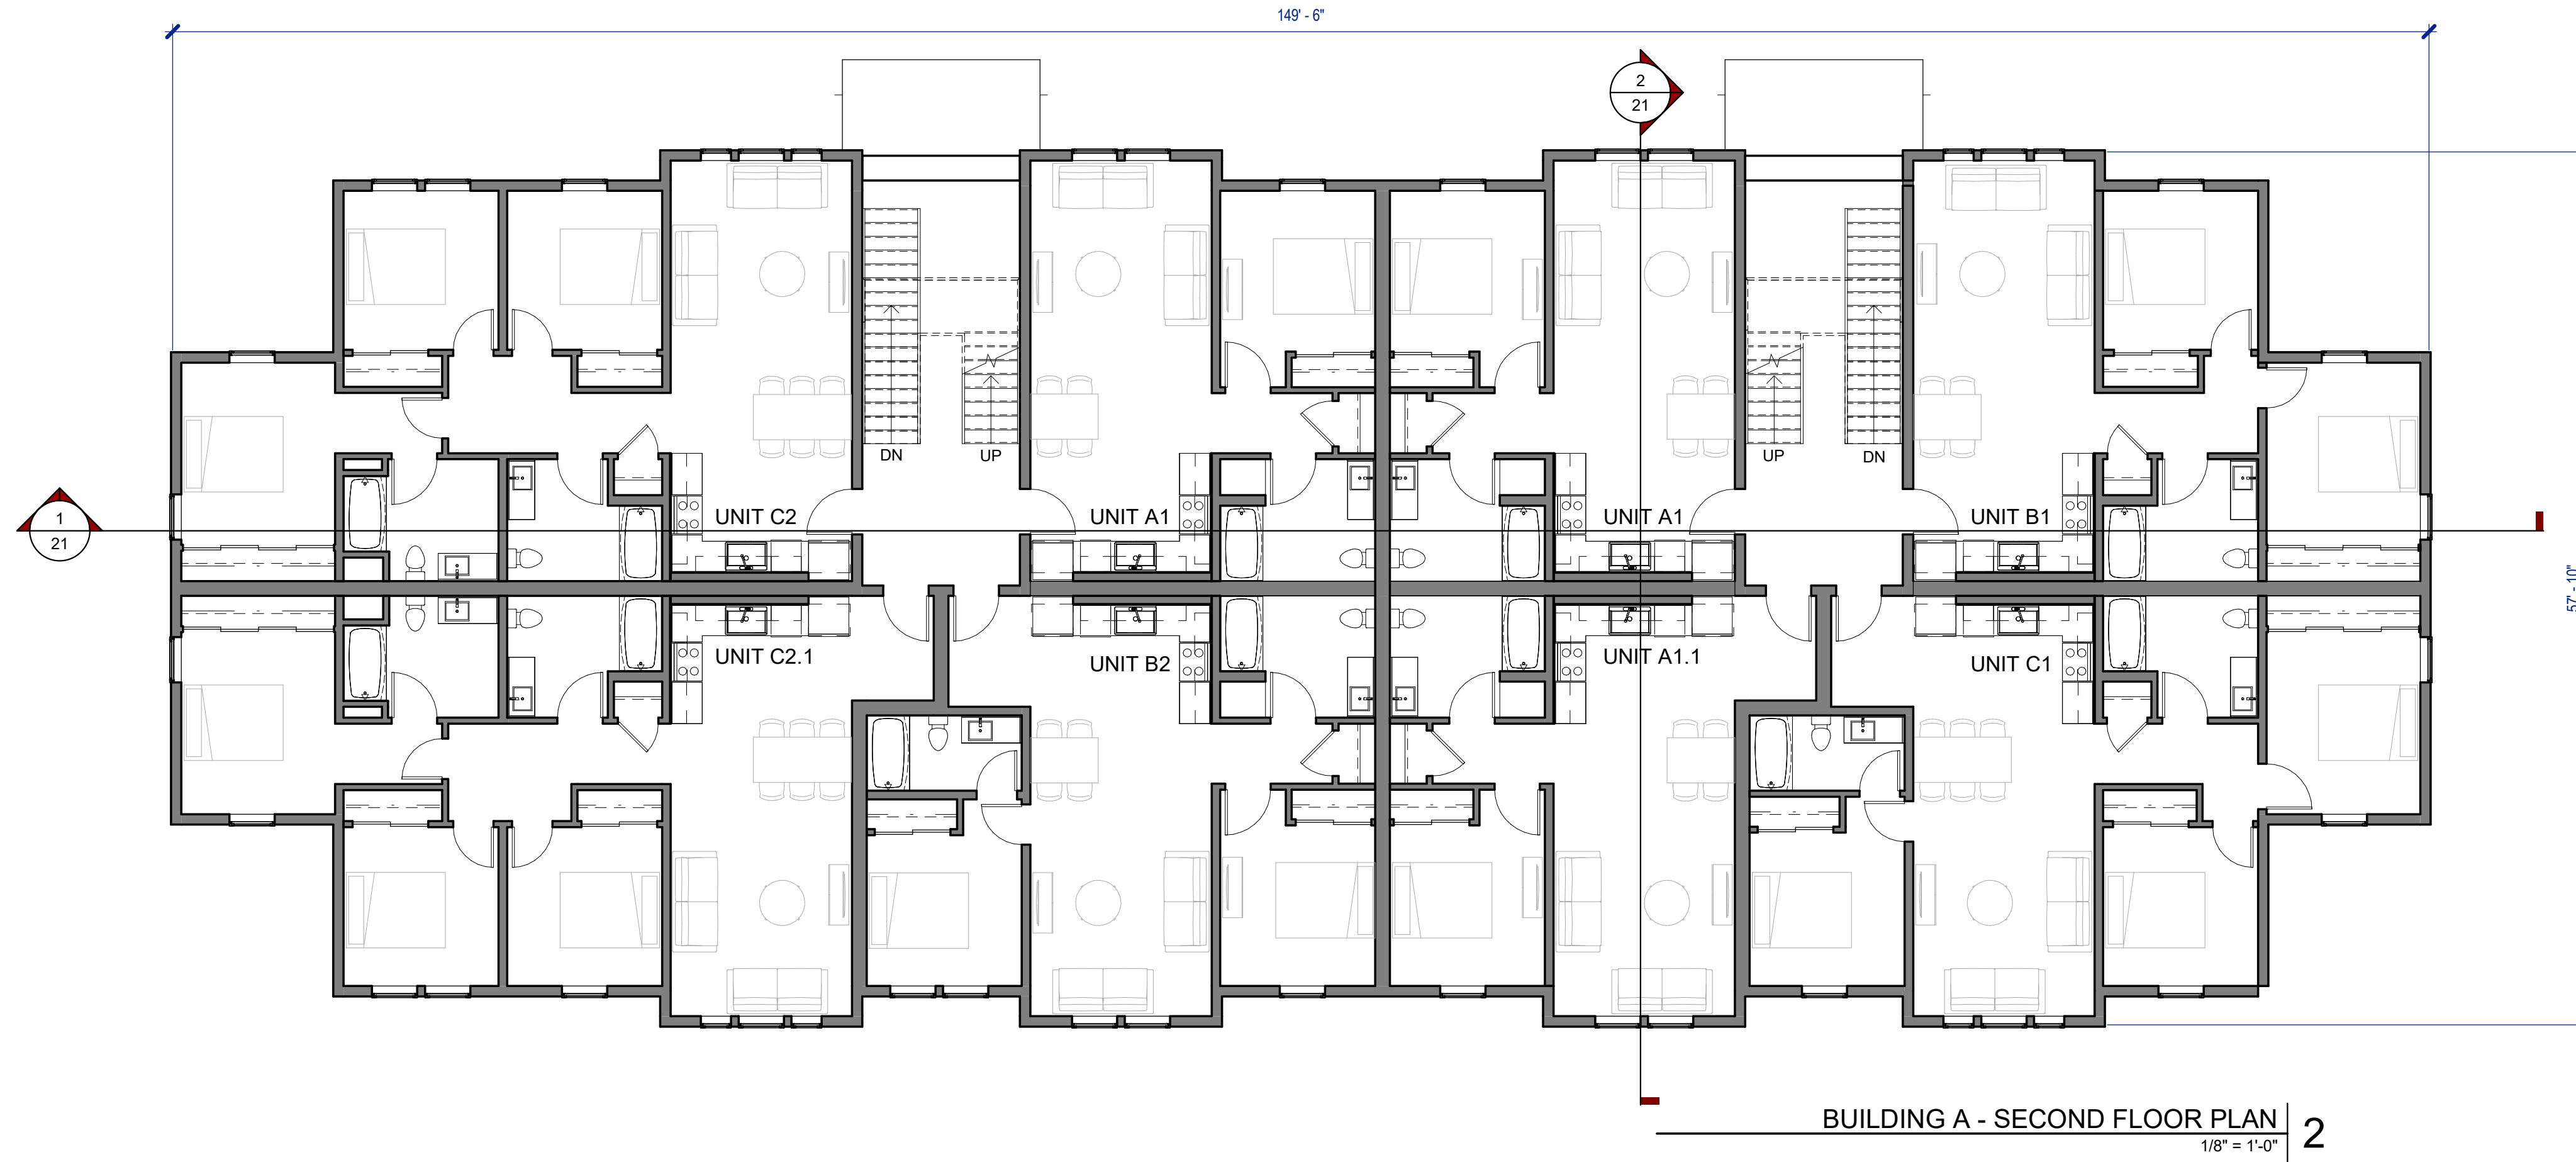 149' - 6"
2
21
DN
UP
UP
DN
1
21
UNIT C2
UNIT A1
UNIT A1
UNIT B1
57' - 10"
UNIT C2.1
UNIT B2
UNIT A1.1
UNIT C1
BUILDING A - SECOND FLOOR PLAN
2
1/8" = 1'-0"